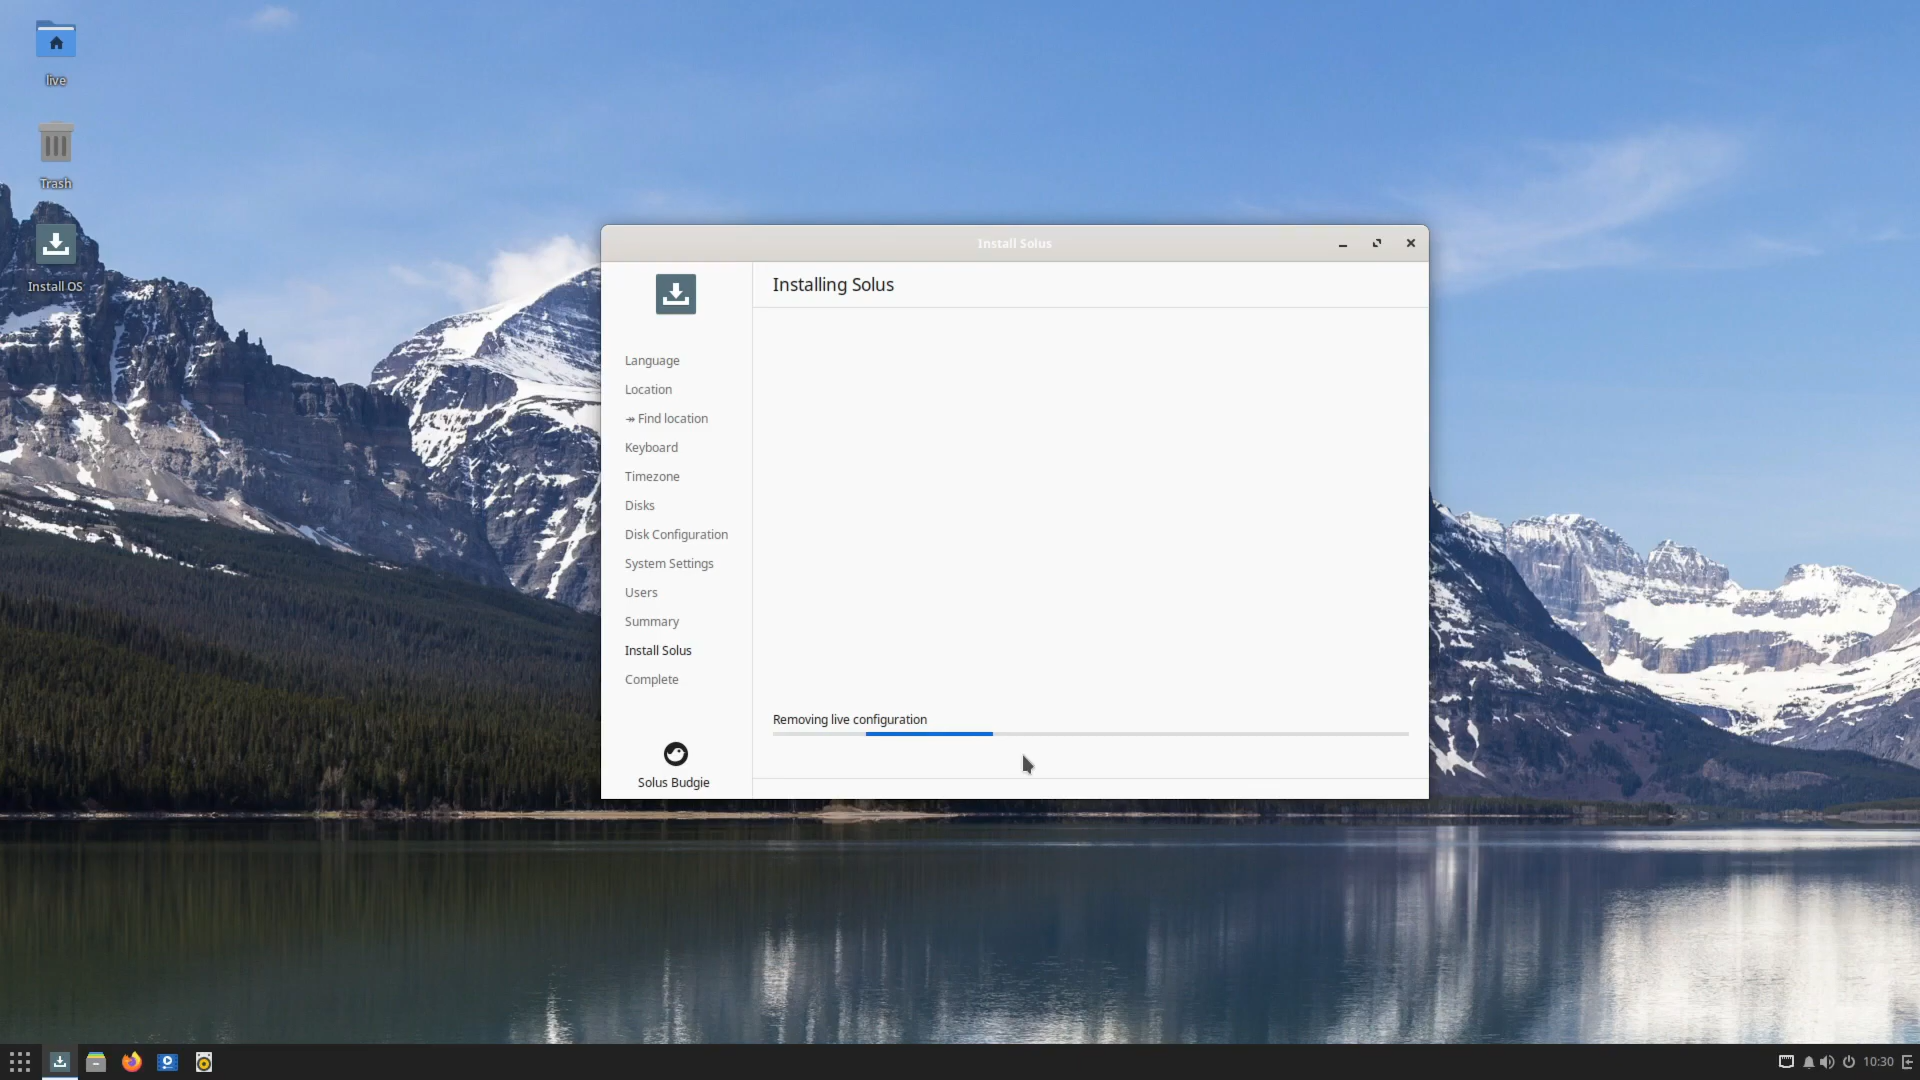 live
Trash
Install OS
Install Solus
Installing Solus
Language
Location
↠ Find location
Keyboard
Timezone
Disks
Disk Configuration
System Settings
Users
Summary
Install Solus
Complete
Removing live configuration
Solus Budgie
10:30